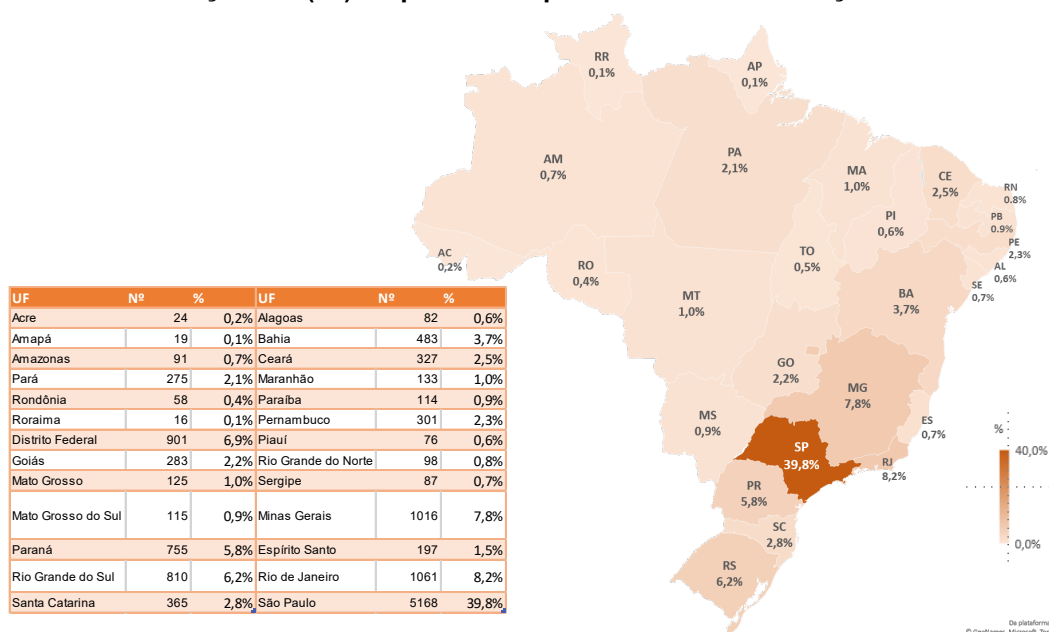 UF Nº % UF Nº %
Acre 24 0,2% Alagoas 82 0,6%
Amapá 19 0,1% Bahia 483 3,7%
Amazonas 91 0,7% Ceará 327 2,5%
Pará 275 2,1% Maranhão 133 1,0%
Rondônia 58 0,4% Paraíba 114 0,9%
Roraima 16 0,1% Pernambuco 301 2,3%
Distrito Federal 901 6,9% Piauí 76 0,6%
Goiás 283 2,2% Rio Grande do Norte 98 0,8%
Mato Grosso 125 1,0% Sergipe 87 0,7%
Mato Grosso do Sul 115 0,9% Minas Gerais 1016 7,8%
Paraná 755 5,8% Espírito Santo 197 1,5%
Rio Grande do Sul 810 6,2% Rio de Janeiro 1061 8,2%
Santa Catarina 365 2,8% São Paulo 5168 39,8%
RR
0,1%
AP
0,1%
AM
0,7%
PA
2,1%
MA
1,0%
CE
2,5%
RN
0.8%
PB
0.9%
PE
2,3%
AL
0,6%
SE
0,7%
PI
0,6%
TO
0,5%
AC
0,2%
RO
0,4%
MT
1,0%
BA
3,7%
GO
2,2%
MG
7,8%
MS
0,9%
ES
0,7%
SP
39,8%
RJ
8,2%
PR
5,8%
SC
2,8%
RS
6,2%
%
40,0%
0,0%
Da plataforma
© GeoNames, Microsoft,